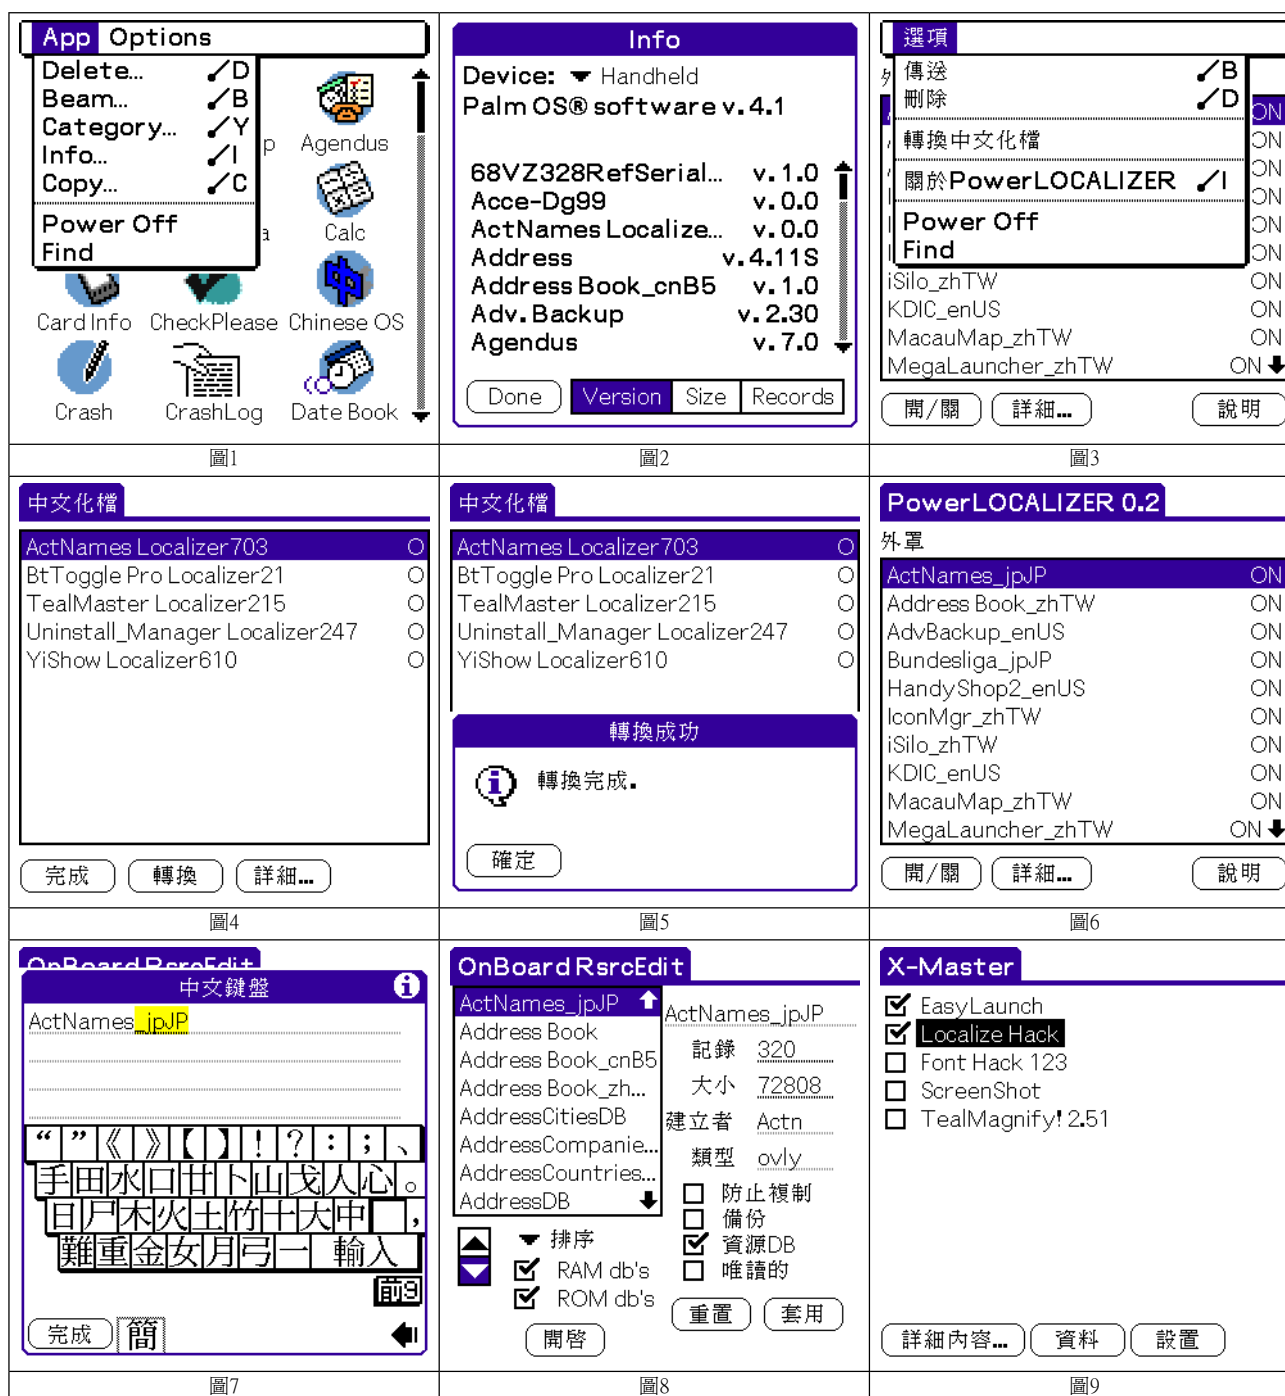 App Options
Delete... ✓D
Beam... ✓B
Category... ✓Y
Info... ✓I
Copy... ✓C
Power Off
Find
p Agendus
a Calc
Card Info CheckPlease Chinese OS
Crash CrashLog Date Book
圖1
Info
Device: Handheld
Palm OS® software v. 4.1
68VZ328RefSerial... v. 1.0
Acce-Dg99 v. 0.0
ActNames Localize... v. 0.0
Address v. 4.11S
Address Book_cnB5 v. 1.0
Adv. Backup v. 2.30
Agendus v. 7.0
Done Version Size Records
圖2
選項
傳送 ✓B
刪除 ✓D
轉換中文化檔
關於PowerLOCALIZER ✓I
Power Off
Find
ON
ON
ON
ON
ON
ON
iSilo_zhTW ON
KDIC_enUS ON
MacauMap_zhTW ON
MegaLauncher_zhTW ON
開/關 詳細... 說明
圖3
中文化檔
ActNames Localizer703 O
BtToggle Pro Localizer21 O
TealMaster Localizer215 O
Uninstall_Manager Localizer247 O
YiShow Localizer610 O
完成 轉換 詳細...
圖4
中文化檔
ActNames Localizer703 O
BtToggle Pro Localizer21 O
TealMaster Localizer215 O
Uninstall_Manager Localizer247 O
YiShow Localizer610 O
轉換成功
轉換完成.
確定
圖5
PowerLOCALIZER 0.2
外罩
ActNames_jpJP ON
Address Book_zhTW ON
AdvBackup_enUS ON
Bundesliga_jpJP ON
HandyShop2_enUS ON
IconMgr_zhTW ON
iSilo_zhTW ON
KDIC_enUS ON
MacauMap_zhTW ON
MegaLauncher_zhTW ON
開/關 詳細... 說明
圖6
OnBoard RsrcEdit
中文鍵盤
ActNames_jpJP
“ ” 《 》 【 】 ! ? : ; 、
手 田 水 口 廿 卜 山 戈 人 心 。
日 尸 木 火 土 竹 十 大 中 ,
難 重 金 女 月 弓 一 輸入
前9
完成 簡
圖7
OnBoard RsrcEdit
ActNames_jpJP
Address Book
Address Book_cnB5
Address Book_zh...
AddressCitiesDB
AddressCompanie...
AddressCountries...
AddressDB
ActNames_jpJP
記錄 320
大小 72808
建立者 Actn
類型 ovly
防止複制
備份
資源DB
唯讀的
排序
RAM db's
ROM db's
重置 套用
開啓
圖8
X-Master
EasyLaunch
Localize Hack
Font Hack 123
ScreenShot
TealMagnify! 2.51
詳細內容... 資料 設置
圖9